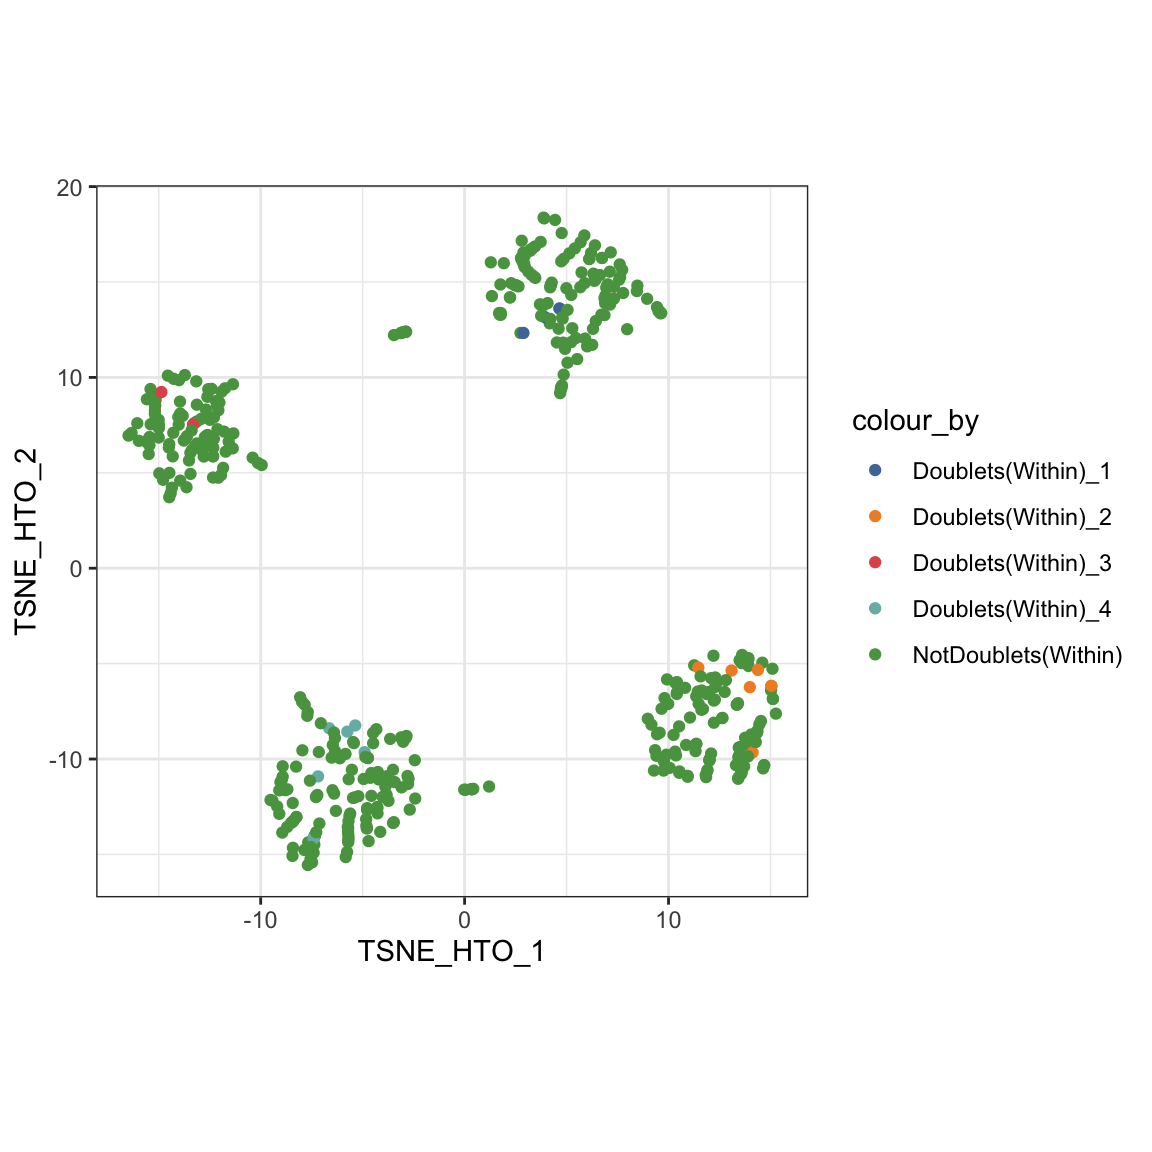 20
10
0
-10
-10
0
10
TSNE_HTO_1
TSNE_HTO_2
colour_by
Doublets(Within)_1
Doublets(Within)_2
Doublets(Within)_3
Doublets(Within)_4
NotDoublets(Within)